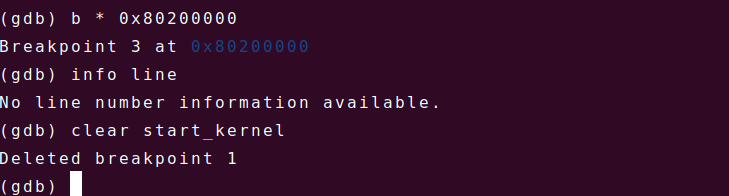 (gdb) b * 0x80200000
Breakpoint 3 at 0x80200000
(gdb) info line
No line number information available.
(gdb) clear start_kernel
Deleted breakpoint 1
(gdb)